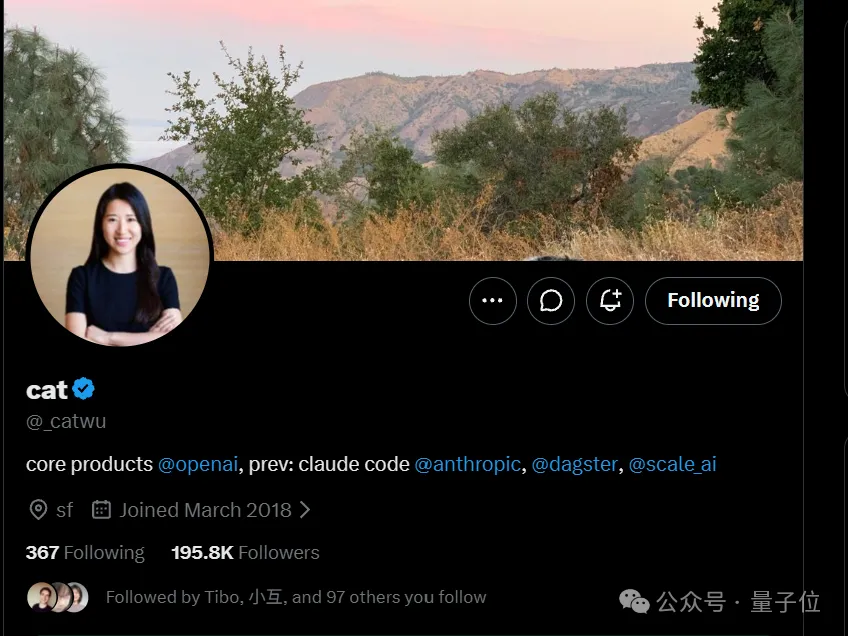 Following
cat
@_catwu
core products @openai, prev: claude code @anthropic, @dagster, @scale_ai
sf Joined March 2018
367 Following 195.8K Followers
Followed by Tibo, 小互, and 97 others you follow
公众号 · 量子位